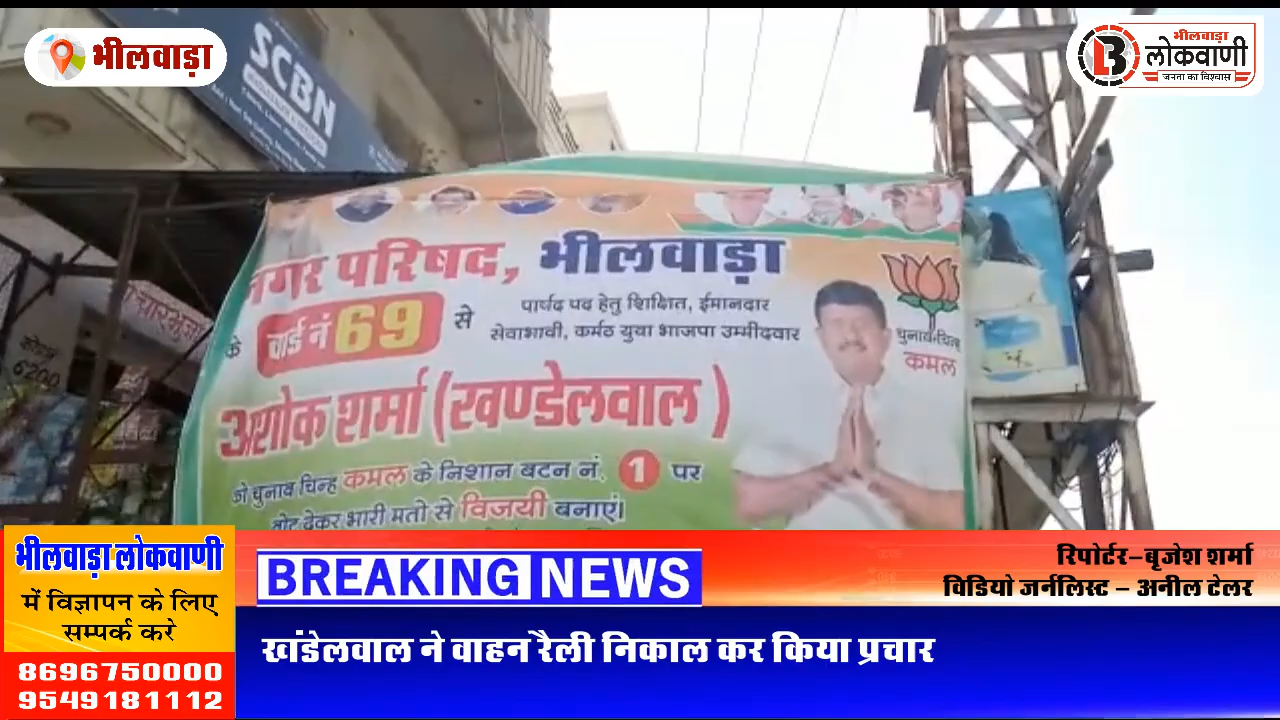 भीलवाड़ा
भीलवाड़ा
लोकवाणी
जनता का विश्वास
SCBN
नगर परिषद, भीलवाड़ा
के वार्ड नं 69 से
पार्षद पद हेतु शिक्षित, ईमानदार
सेवाभावी, कर्मठ युवा भाजपा उम्मीदवार
चुनाव चिन्ह
कमल
अशोक शर्मा (खण्डेलवाल )
को चुनाव चिन्ह कमल के निशान बटन नं. 1 पर
वोट देकर भारी मतो से विजयी बनाएं।
चारभुजा
6200
भीलवाड़ा लोकवाणी
में विज्ञापन के लिए
सम्पर्क करे
8696750000
9549181112
BREAKING NEWS
रिपोर्टर-बृजेश शर्मा
विडियो जर्नलिस्ट - अनील टेलर
खंडेलवाल ने वाहन रैली निकाल कर किया प्रचार